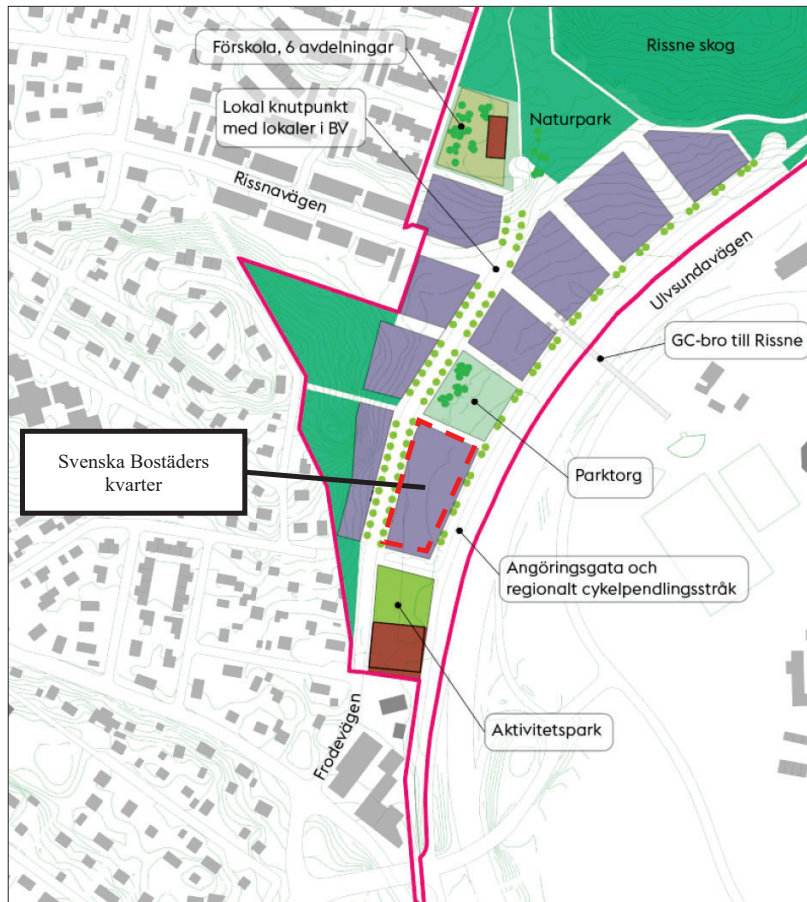 Förskola, 6 avdelningar
Rissne skog
Lokal knutpunkt
med lokaler i BV
Naturpark
Rissnavägen
Ulvsundavägen
GC-bro till Rissne
Svenska Bostäders
kvarter
Parktorg
Angöringsgata och
regionalt cykelpendlingsstråk
Aktivitetspark
Frodevägen